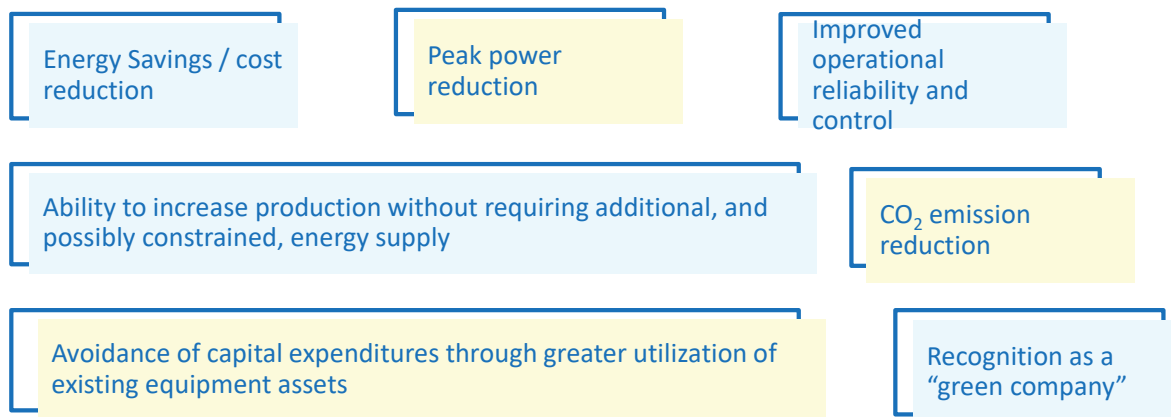 Energy Savings / cost
reduction
Peak power
reduction
Improved
operational
reliability and
control
Ability to increase production without requiring additional, and
possibly constrained, energy supply
CO₂ emission
reduction
Avoidance of capital expenditures through greater utilization of
existing equipment assets
Recognition as a
“green company”